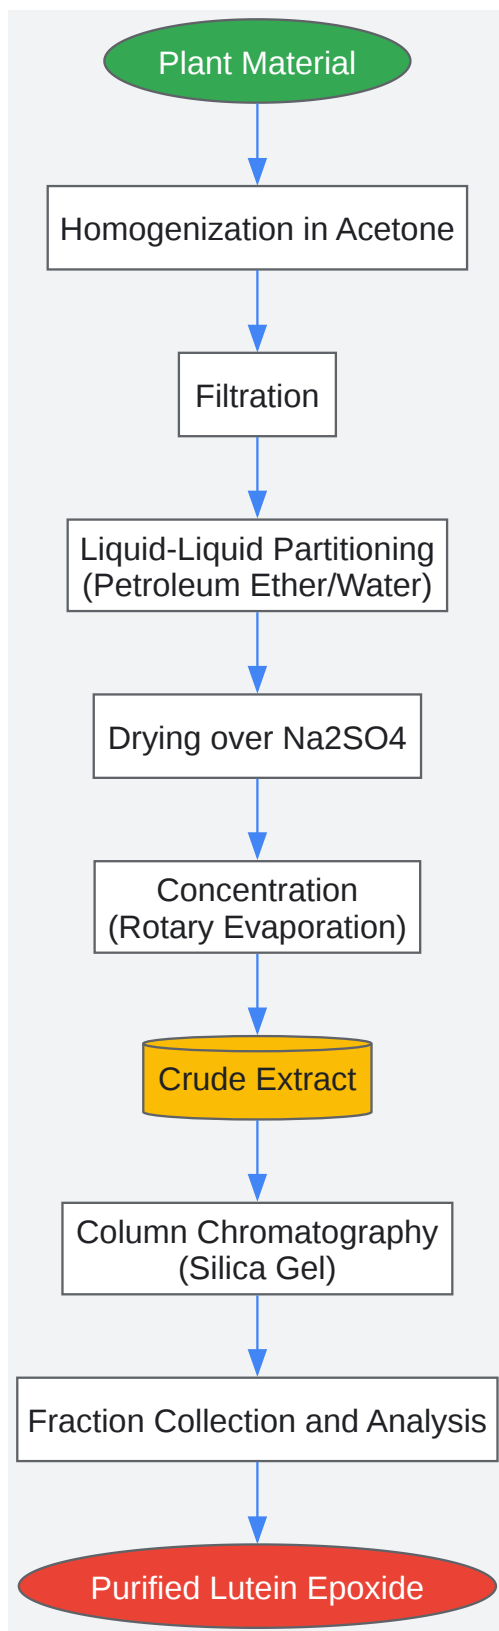 Plant Material
Homogenization in Acetone
Filtration
Liquid-Liquid Partitioning
(Petroleum Ether/Water)
Drying over Na2SO4
Concentration
(Rotary Evaporation)
Crude Extract
Column Chromatography
(Silica Gel)
Fraction Collection and Analysis
Purified Lutein Epoxide